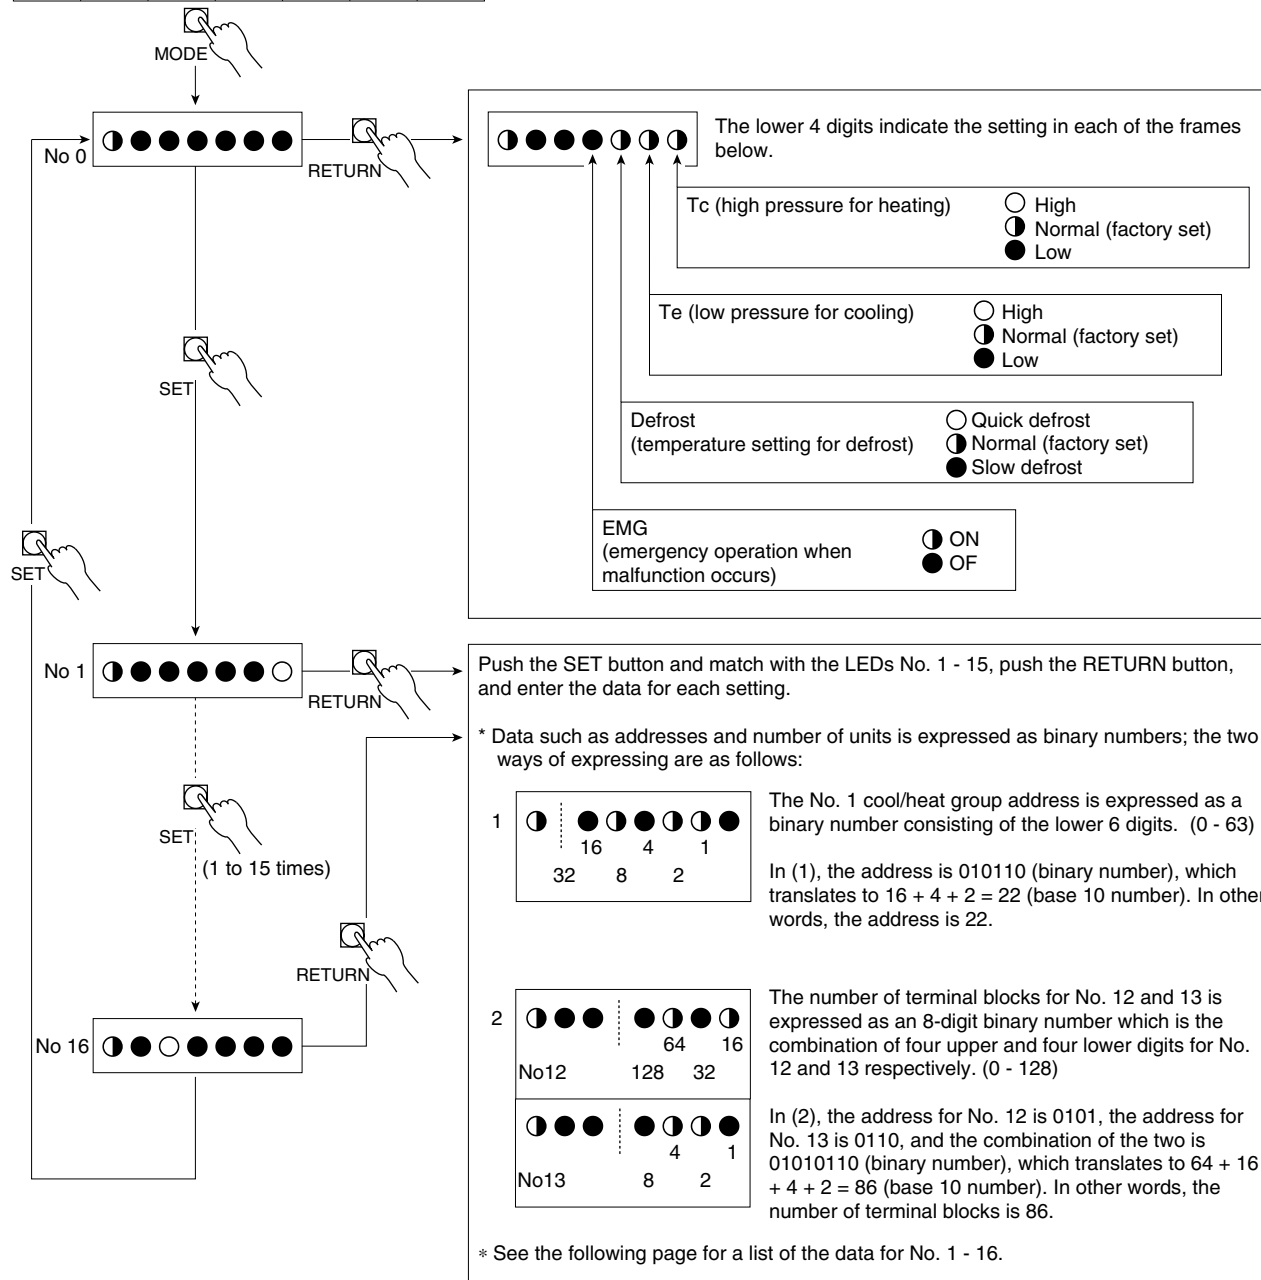 MODE
No 0
RETURN
The lower 4 digits indicate the setting in each of the frames
below.
Tc (high pressure for heating)
High
Normal (factory set)
Low
Te (low pressure for cooling)
High
Normal (factory set)
Low
SET
Defrost
(temperature setting for defrost)
Quick defrost
Normal (factory set)
Slow defrost
EMG
(emergency operation when
malfunction occurs)
ON
OF
SET
No 1
RETURN
Push the SET button and match with the LEDs No. 1 - 15, push the RETURN button,
and enter the data for each setting.
* Data such as addresses and number of units is expressed as binary numbers; the two
ways of expressing are as follows:
SET
(1 to 15 times)
RETURN
No 16
1
16 4 1
32 8 2
The No. 1 cool/heat group address is expressed as a
binary number consisting of the lower 6 digits. (0 - 63)
In (1), the address is 010110 (binary number), which
translates to 16 + 4 + 2 = 22 (base 10 number). In other
words, the address is 22.
2
64 16
No12 128 32
4 1
No13 8 2
The number of terminal blocks for No. 12 and 13 is
expressed as an 8-digit binary number which is the
combination of four upper and four lower digits for No.
12 and 13 respectively. (0 - 128)
In (2), the address for No. 12 is 0101, the address for
No. 13 is 0110, and the combination of the two is
01010110 (binary number), which translates to 64 + 16
+ 4 + 2 = 86 (base 10 number). In other words, the
number of terminal blocks is 86.
* See the following page for a list of the data for No. 1 - 16.